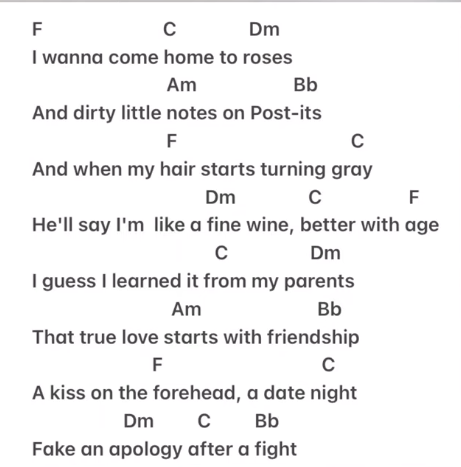 F C Dm
I wanna come home to roses
Am Bb
And dirty little notes on Post-its
F C
And when my hair starts turning gray
Dm C F
He'll say I'm like a fine wine, better with age
C Dm
I guess I learned it from my parents
Am Bb
That true love starts with friendship
F C
A kiss on the forehead, a date night
Dm C Bb
Fake an apology after a fight